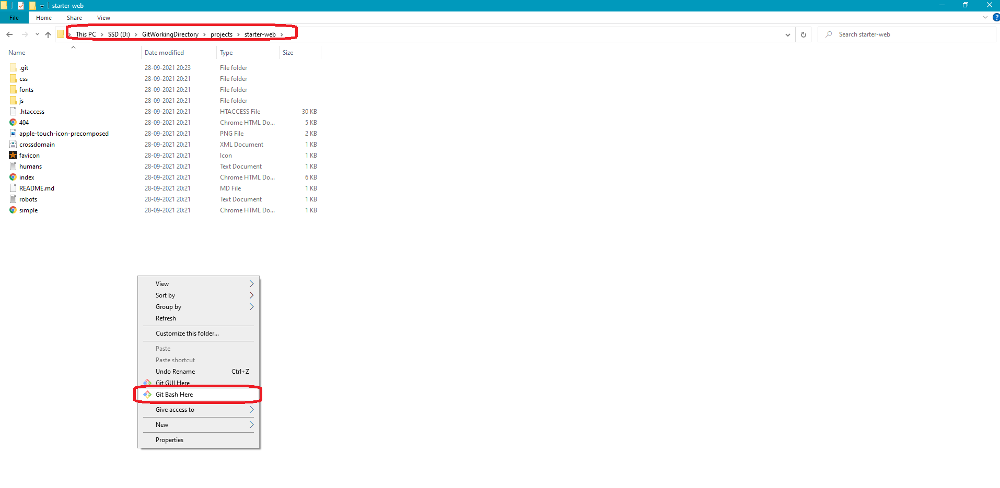 starter-web
File Home Share View
This PC > SSD (D:) > GitWorkingDirectory > projects > starter-web >
Search starter-web
Name Date modified Type Size
.git 28-09-2021 20:23 File folder
css 28-09-2021 20:21 File folder
fonts 28-09-2021 20:21 File folder
js 28-09-2021 20:21 File folder
.htaccess 28-09-2021 20:21 HTACCESS File 30 KB
404 28-09-2021 20:21 Chrome HTML Do... 5 KB
apple-touch-icon-precomposed 28-09-2021 20:21 PNG File 2 KB
crossdomain 28-09-2021 20:21 XML Document 1 KB
favicon 28-09-2021 20:21 Icon 1 KB
humans 28-09-2021 20:21 Text Document 1 KB
index 28-09-2021 20:21 Chrome HTML Do... 6 KB
README.md 28-09-2021 20:21 MD File 1 KB
robots 28-09-2021 20:21 Text Document 1 KB
simple 28-09-2021 20:21 Chrome HTML Do... 1 KB
View
Sort by
Group by
Refresh
Customize this folder...
Paste
Paste shortcut
Undo Rename Ctrl+Z
Git GUI Here
Git Bash Here
Give access to
New
Properties